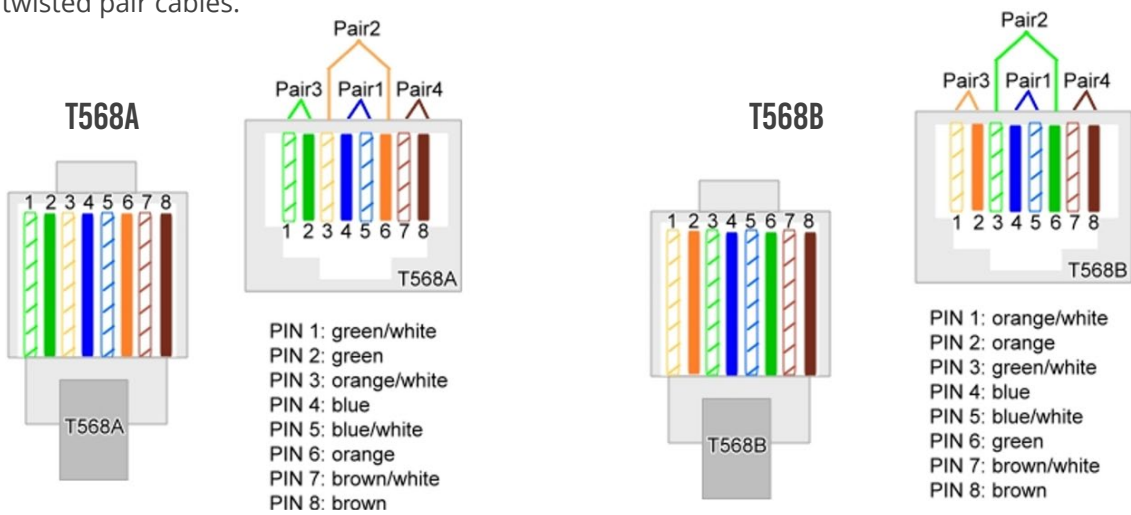 twisted pair cables.
T568A
1 2 3 4 5 6 7 8
T568A
Pair2
Pair3 Pair1 Pair4
1 2 3 4 5 6 7 8
T568A
PIN 1: green/white
PIN 2: green
PIN 3: orange/white
PIN 4: blue
PIN 5: blue/white
PIN 6: orange
PIN 7: brown/white
PIN 8: brown
T568B
1 2 3 4 5 6 7 8
T568B
Pair2
Pair3 Pair1 Pair4
1 2 3 4 5 6 7 8
T568B
PIN 1: orange/white
PIN 2: orange
PIN 3: green/white
PIN 4: blue
PIN 5: blue/white
PIN 6: green
PIN 7: brown/white
PIN 8: brown